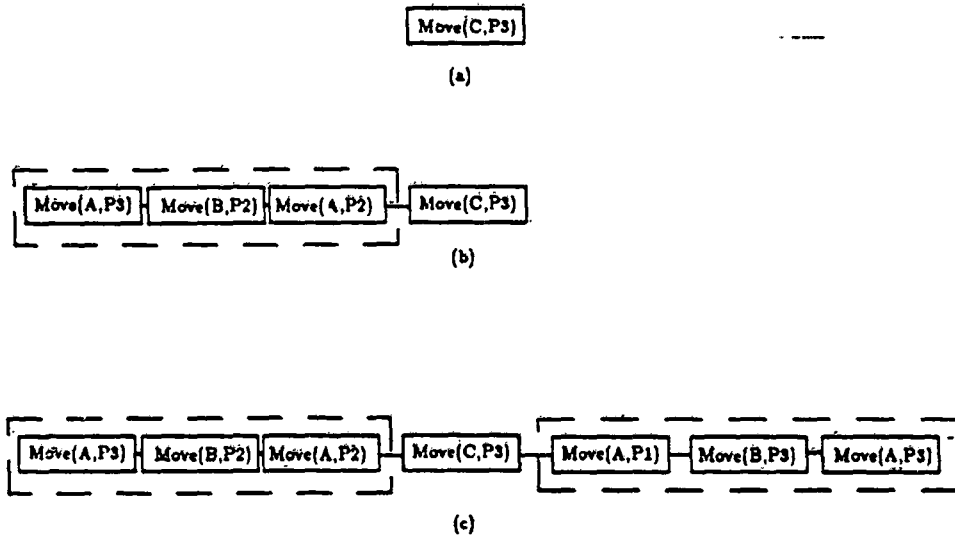 Move(C,P3)
(a)
Move(A,P3) Move(B,P2) Move(A,P2) Move(C,P3)
(b)
Move(A,P3) Move(B,P2) Move(A,P2) Move(C,P3) Move(A,P1) Move(B,P3) Move(A,P3)
(c)